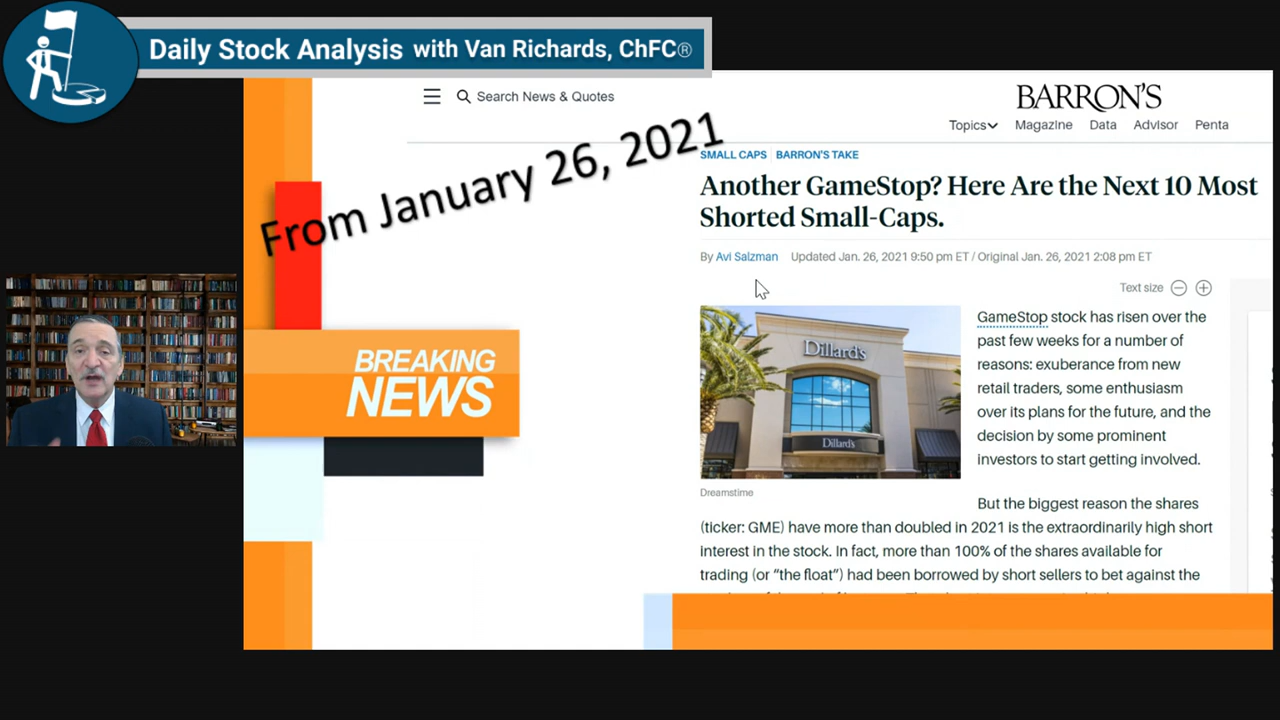 Daily Stock Analysis with Van Richards, ChFC®
Search News & Quotes
BARRON'S
Topics Magazine Data Advisor Penta
From January 26, 2021
SMALL CAPS BARRON'S TAKE
Another GameStop? Here Are the Next 10 Most
Shorted Small-Caps.
By Avi Salzman Updated Jan. 26, 2021 9:50 pm ET / Original Jan. 26, 2021 2:08 pm ET
Text size
Dillard's
Dillard's
Dreamstime
GameStop stock has risen over the
past few weeks for a number of
reasons: exuberance from new
retail traders, some enthusiasm
over its plans for the future, and the
decision by some prominent
investors to start getting involved.
But the biggest reason the shares
(ticker: GME) have more than doubled in 2021 is the extraordinarily high short
interest in the stock. In fact, more than 100% of the shares available for
trading (or “the float”) had been borrowed by short sellers to bet against the
BREAKING
NEWS